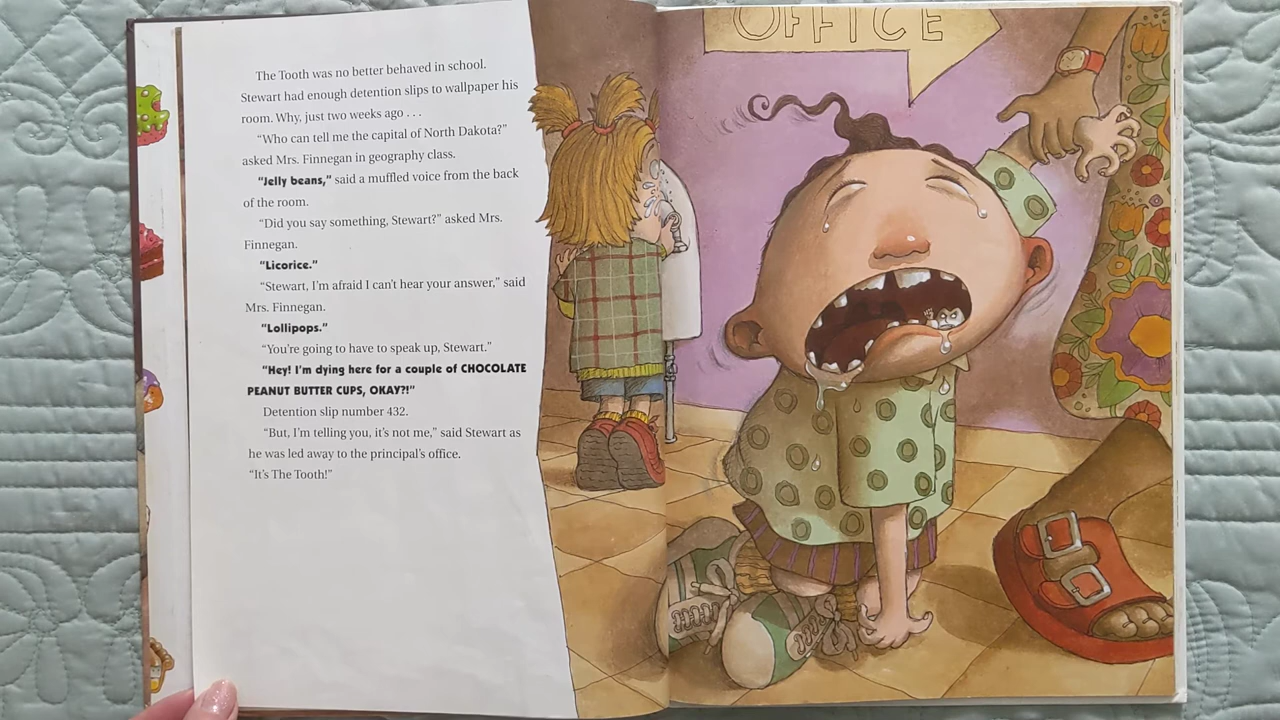 The Tooth was no better behaved in school.
Stewart had enough detention slips to wallpaper his
room. Why, just two weeks ago . . .
“Who can tell me the capital of North Dakota?”
asked Mrs. Finnegan in geography class.
“Jelly beans,” said a muffled voice from the back
of the room.
“Did you say something, Stewart?” asked Mrs.
Finnegan.
“Licorice.”
“Stewart, I'm afraid I can't hear your answer,” said
Mrs. Finnegan.
“Lollipops.”
“You're going to have to speak up, Stewart.”
“Hey! I'm dying here for a couple of CHOCOLATE
PEANUT BUTTER CUPS, OKAY?!”
Detention slip number 432.
“But, I'm telling you, it's not me,” said Stewart as
he was led away to the principal's office.
“It's The Tooth!”
OFFICE